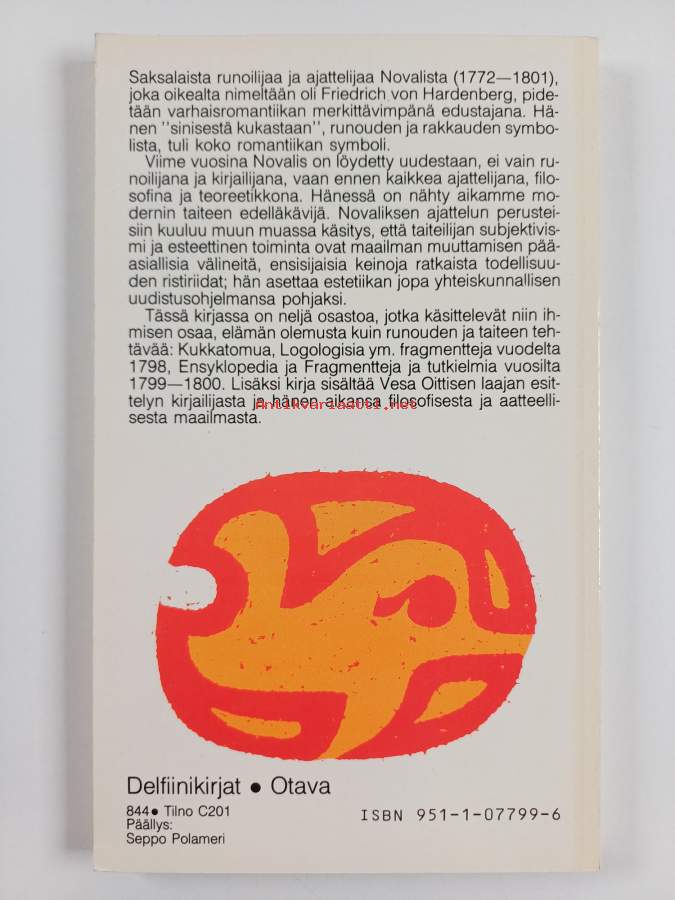 Saksalaista runoilijaa ja ajattelijaa Novalista (1772—1801),
joka oikealta nimeltään oli Friedrich von Hardenberg, pide-
tään varhaisromantiikan merkittävimpänä edustajana. Hä-
nen "sinisestä kukastaan", runouden ja rakkauden symbo-
lista, tuli koko romantiikan symboli.
Viime vuosina Novalis on löydetty uudestaan, ei vain ru-
noilijana ja kirjailijana, vaan ennen kaikkea ajattelijana, filo-
sofina ja teoreetikkona. Hänessä on nähty aikamme mo-
dernin taiteen edelläkävijä. Novaliksen ajattelun perustei-
siin kuuluu muun muassa käsitys, että taiteilijan subjektivis-
mi ja esteettinen toiminta ovat maailman muuttamisen pää-
asiallisia välineitä, ensisijaisia keinoja ratkaista todellisuu-
den ristiriidat; hän asettaa estetiikan jopa yhteiskunnallisen
uudistusohjelmansa pohjaksi.
Tässä kirjassa on neljä osastoa, jotka käsittelevät niin ih-
misen osaa, elämän olemusta kuin runouden ja taiteen teh-
tävää: Kukkatomua, Logologisia ym. fragmentteja vuodelta
1798, Ensyklopedia ja Fragmentteja ja tutkielmia vuosilta
1799—1800. Lisäksi kirja sisältää Vesa Oittisen laajan esit-
telyn kirjailijasta ja hänen aikansa filosofisesta ja aatteelli-
sesta maailmasta.
Antikvariaatti.net
Delfiinikirjat ● Otava
844● Tilno C201
Päällys:
Seppo Polameri
ISBN 951-1-07799-6